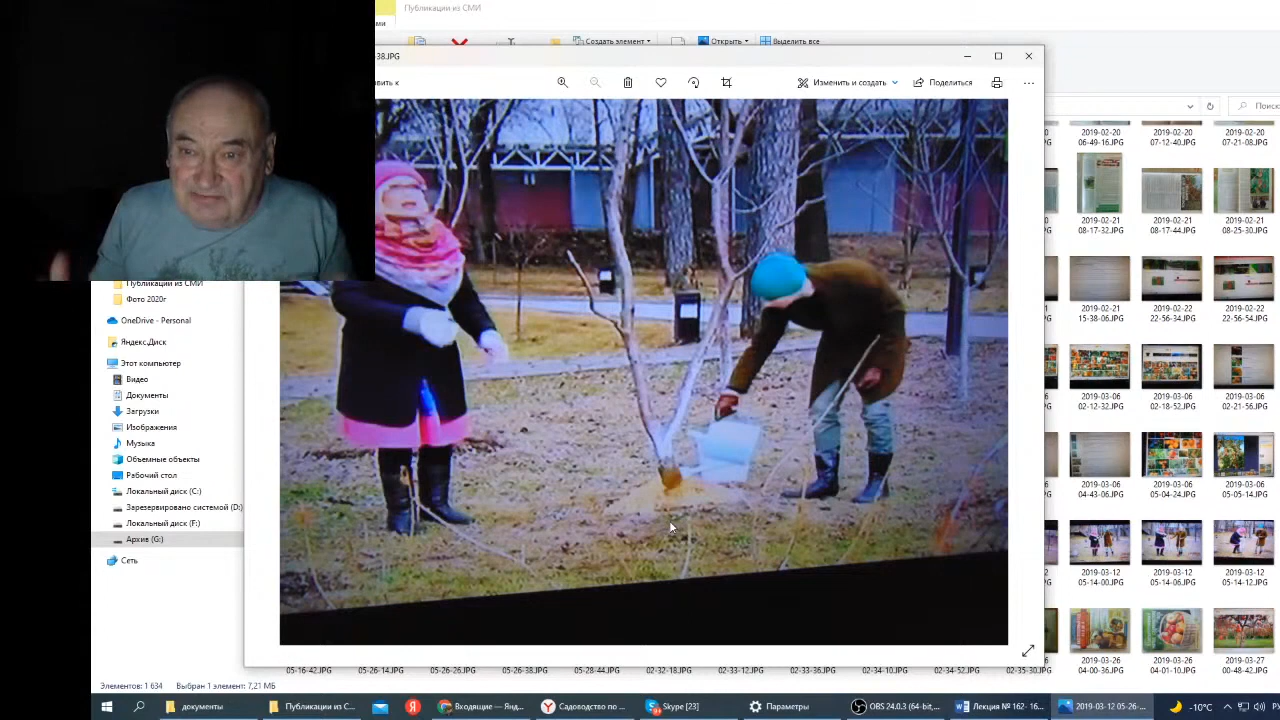 Публикации из СМИ
ми
Создать элемент
Открыть
Выделить все
38.JPG
вить к
Изменить и создать
Поделиться
Поиск
2019-02-20 06-49-16.JPG
2019-02-20 07-12-40.JPG
2019-02-20 07-21-08.JPG
2019-02-21 08-17-32.JPG
2019-02-21 08-17-44.JPG
2019-02-21 08-25-30.JPG
Публикации из СМИ
Фото 2020г
OneDrive - Personal
Яндекс.Диск
Этот компьютер
Видео
Документы
Загрузки
Изображения
Музыка
Объемные объекты
Рабочий стол
Локальный диск (C:)
Зарезервировано системой (D:)
Локальный диск (F:)
Архив (G:)
Сеть
2019-02-21 15-38-06.JPG
2019-02-22 22-56-34.JPG
2019-02-22 22-56-54.JPG
2019-03-06 02-12-32.JPG
2019-03-06 02-18-52.JPG
2019-03-06 02-21-56.JPG
2019-03-06 04-43-06.JPG
2019-03-06 05-04-24.JPG
2019-03-06 05-05-14.JPG
2019-03-12 05-14-00.JPG
2019-03-12 05-14-06.JPG
2019-03-12 05-14-12.JPG
2019-03-26 04-00-36.JPG
2019-03-26 04-01-10.JPG
2019-03-27 00-48-42.JPG
05-16-42.JPG
05-26-14.JPG
05-26-26.JPG
05-26-38.JPG
05-28-44.JPG
02-32-18.JPG
02-33-12.JPG
02-33-36.JPG
02-34-10.JPG
02-34-52.JPG
02-35-30.JPG
Элементов: 1 634
Выбран 1 элемент: 7,21 МБ
документы
Публикации из С...
Входящие — Янд...
Садоводство по ...
Skype [23]
Параметры
OBS 24.0.3 (64-bit,...
Лекция № 162- 16...
2019-03-12 05-26-...
-10°C